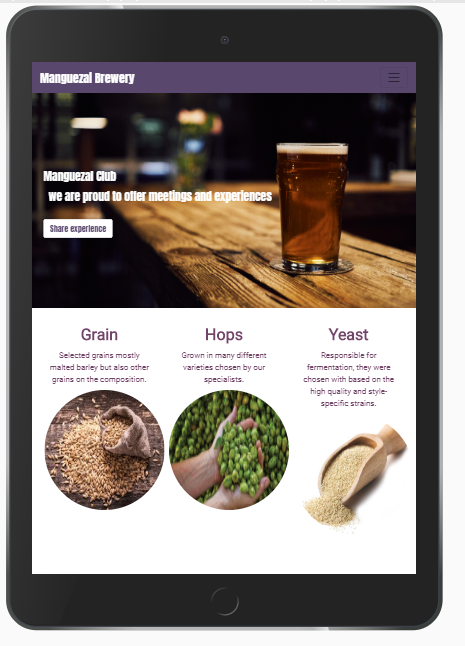 Manguezal Brewery
Manguezal Club
we are proud to offer meetings and experiences
Share experience
Grain
Selected grains mostly
malted barley but also other
grains on the composition.
Hops
Grown in many different
varieties chosen by our
specialists.
Yeast
Responsible for
fermentation, they were
chosen with based on the
high quality and style-
specific strains.